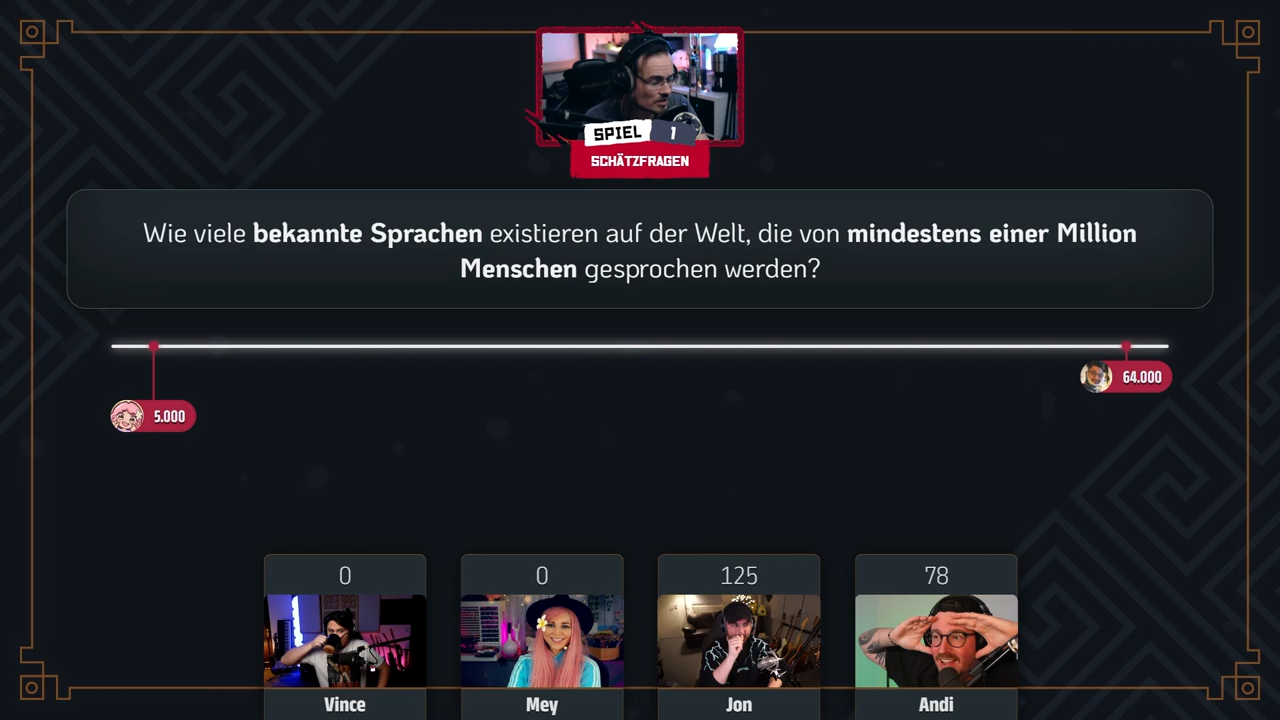 SPIEL 1
SCHÄTZFRAGEN
Wie viele bekannte Sprachen existieren auf der Welt, die von mindestens einer Million
Menschen gesprochen werden?
64.000
5.000
0 0 125 78
Vince Mey Jon Andi